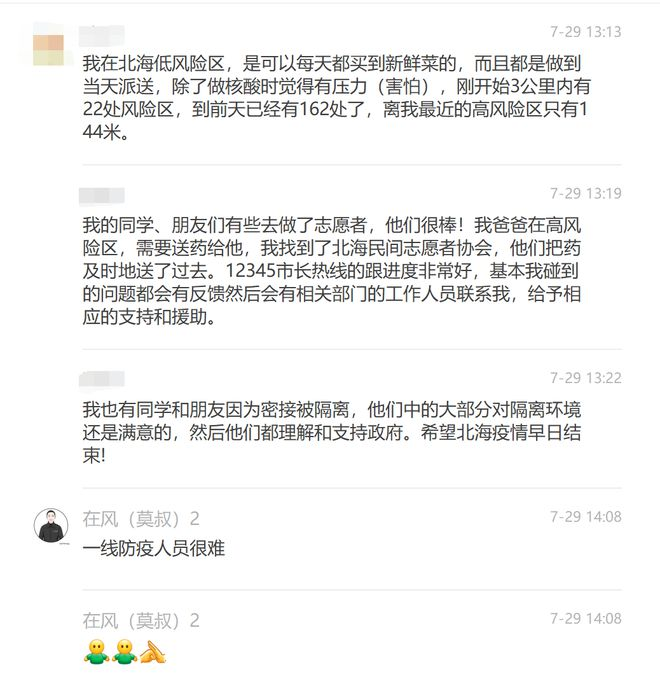 7-29 13:13
我在北海低风险区，是可以每天都买到新鲜菜的，而且都是做到
当天派送，除了做核酸时觉得有压力（害怕），刚开始3公里内有
22处风险区，到前天已经有162处了，离我最近的高风险区只有1
44米。
7-29 13:19
我的同学、朋友们有些去做了志愿者，他们很棒！我爸爸在高风
险区，需要送药给他，我找到了北海民间志愿者协会，他们把药
及时地送了过去。12345市长热线的跟进度非常好，基本我碰到
的问题都会有反馈然后会有相关部门的工作人员联系我，给予相
应的支持和援助。
7-29 13:22
我也有同学和朋友因为密接被隔离，他们中的大部分对隔离环境
还是满意的，然后他们都理解和支持政府。希望北海疫情早日结
束!
在风（莫叔）2 7-29 14:08
一线防疫人员很难
在风（莫叔）2 7-29 14:08